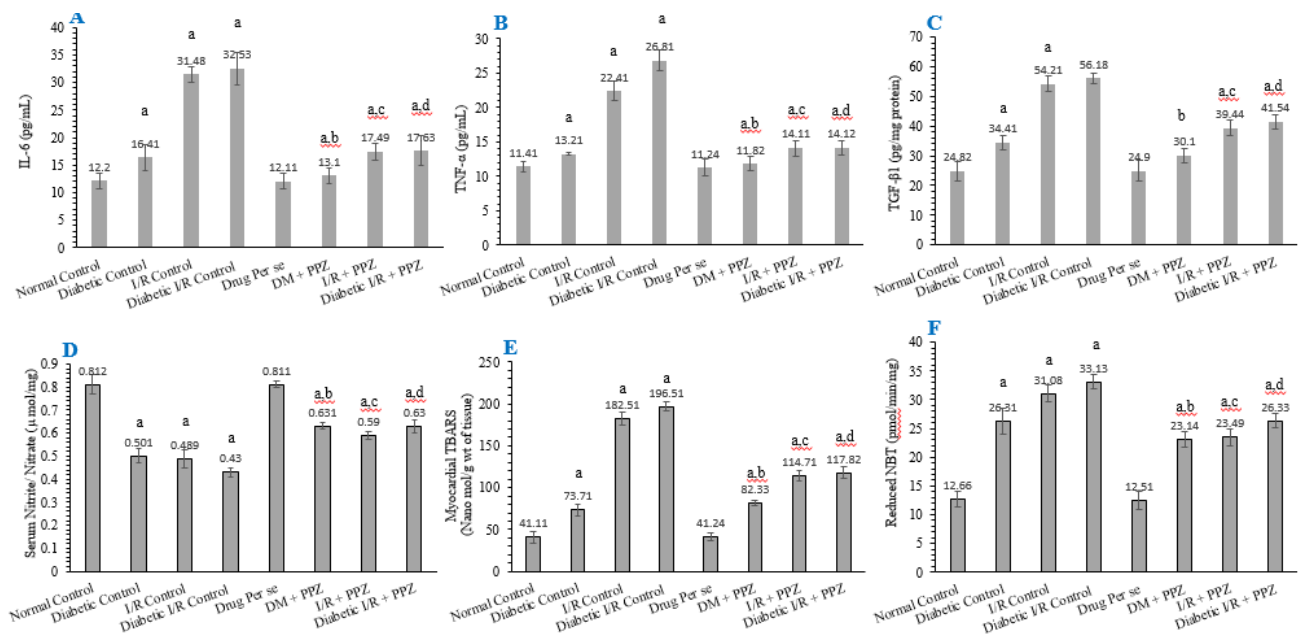 A
IL-6 (pg/mL)
40
35
30
25
20
15
10
5
0
a
a
a
a,b
a,c
a,d
12.2
16.41
31.48
32.53
12.11
13.1
17.49
17.63
Normal Control
Diabetic Control
I/R Control
Diabetic I/R Control
Drug Per se
DM + PPZ
I/R + PPZ
Diabetic I/R + PPZ
B
TNF-α (pg/mL)
30
25
20
15
10
5
0
a
a
a
a,b
a,c
a,d
11.41
13.21
22.41
26.81
11.24
11.82
14.11
14.12
Normal Control
Diabetic Control
I/R Control
Diabetic I/R Control
Drug Per se
DM + PPZ
I/R + PPZ
Diabetic I/R + PPZ
C
TGF-β1 (pg/mg protein)
70
60
50
40
30
20
10
0
a
a
b
a,c
a,d
24.82
34.41
54.21
56.18
24.9
30.1
39.44
41.54
Normal Control
Diabetic Control
I/R Control
Diabetic I/R Control
Drug Per se
DM + PPZ
I/R + PPZ
Diabetic I/R + PPZ
D
Serum Nitrite/ Nitrate (μ mol/mg)
0.9
0.8
0.7
0.6
0.5
0.4
0.3
0.2
0.1
0
a
a
a
a,b
a,c
a,d
0.812
0.501
0.489
0.43
0.811
0.631
0.59
0.63
Normal Control
Diabetic Control
I/R Control
Diabetic I/R Control
Drug Per se
DM + PPZ
I/R + PPZ
Diabetic I/R + PPZ
E
Myocardial TBARS
(Nano mol/g wt of tissue)
250
200
150
100
50
0
a
a
a
a,b
a,c
a,d
41.11
73.71
182.51
196.51
41.24
82.33
114.71
117.82
Normal Control
Diabetic Control
I/R Control
Diabetic I/R Control
Drug Per se
DM + PPZ
I/R + PPZ
Diabetic I/R + PPZ
F
Reduced NBT (pmol/min/mg)
40
35
30
25
20
15
10
5
0
a
a
a
a,b
a,c
a,d
12.66
26.31
31.08
33.13
12.51
23.14
23.49
26.33
Normal Control
Diabetic Control
I/R Control
Diabetic I/R Control
Drug Per se
DM + PPZ
I/R + PPZ
Diabetic I/R + PPZ